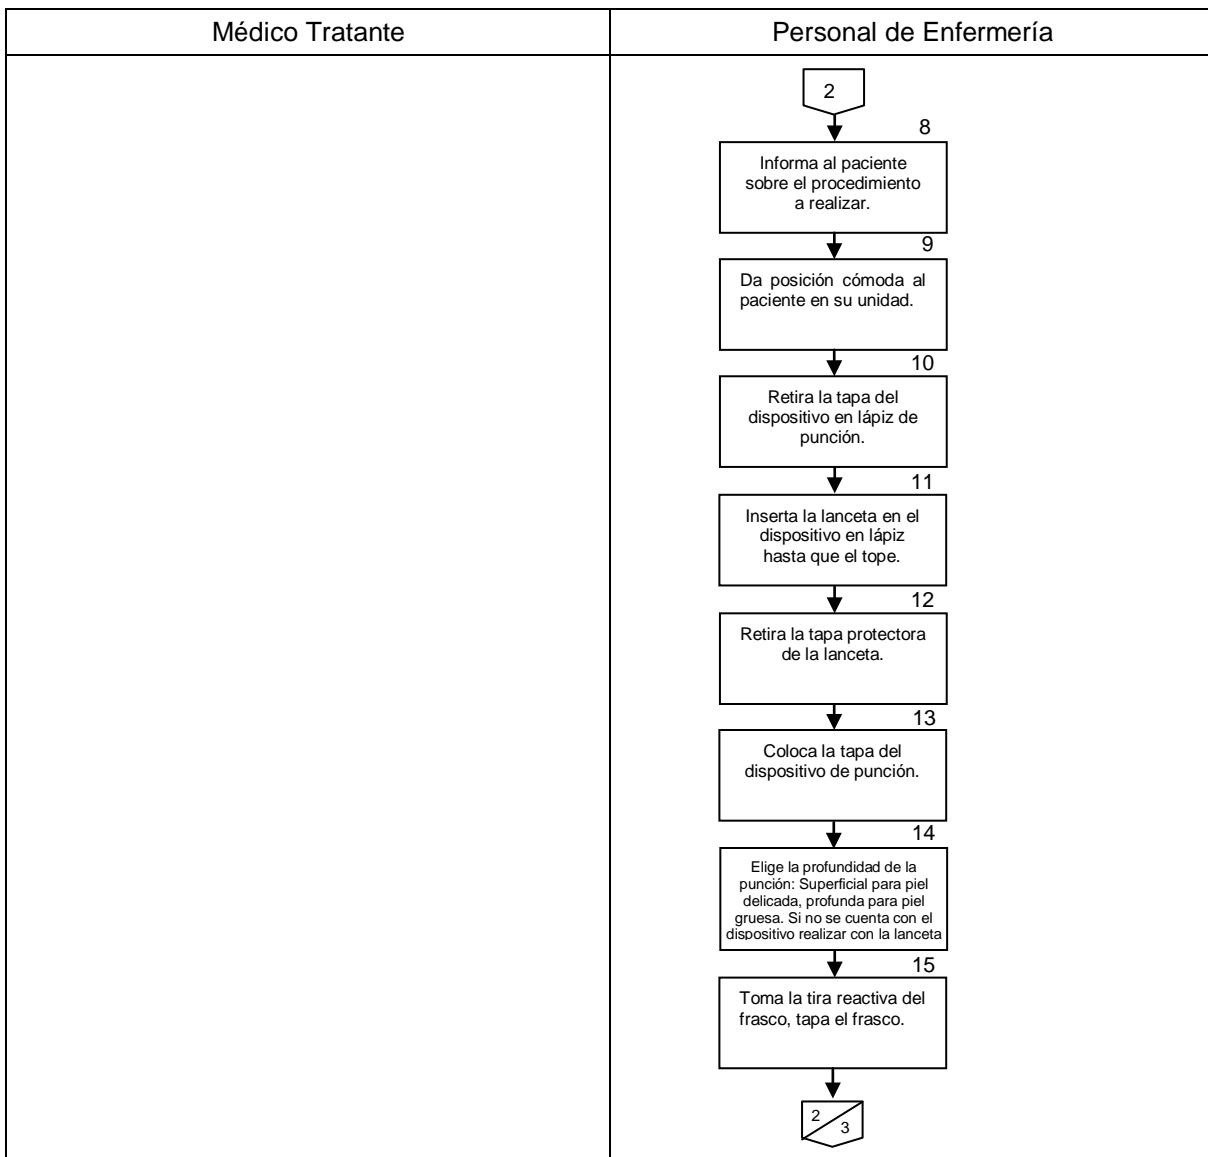 Médico Tratante
Personal de Enfermería
2
8
Informa al paciente
sobre el procedimiento
a realizar.
9
Da posición cómoda al
paciente en su unidad.
10
Retira la tapa del
dispositivo en lápiz de
punción.
11
Inserta la lanceta en el
dispositivo en lápiz
hasta que el tope.
12
Retira la tapa protectora
de la lanceta.
13
Coloca la tapa del
dispositivo de punción.
14
Elige la profundidad de la
punción: Superficial para piel
delicada, profunda para piel
gruesa. Si no se cuenta con el
dispositivo realizar con la lanceta
15
Toma la tira reactiva del
frasco, tapa el frasco.
2
3